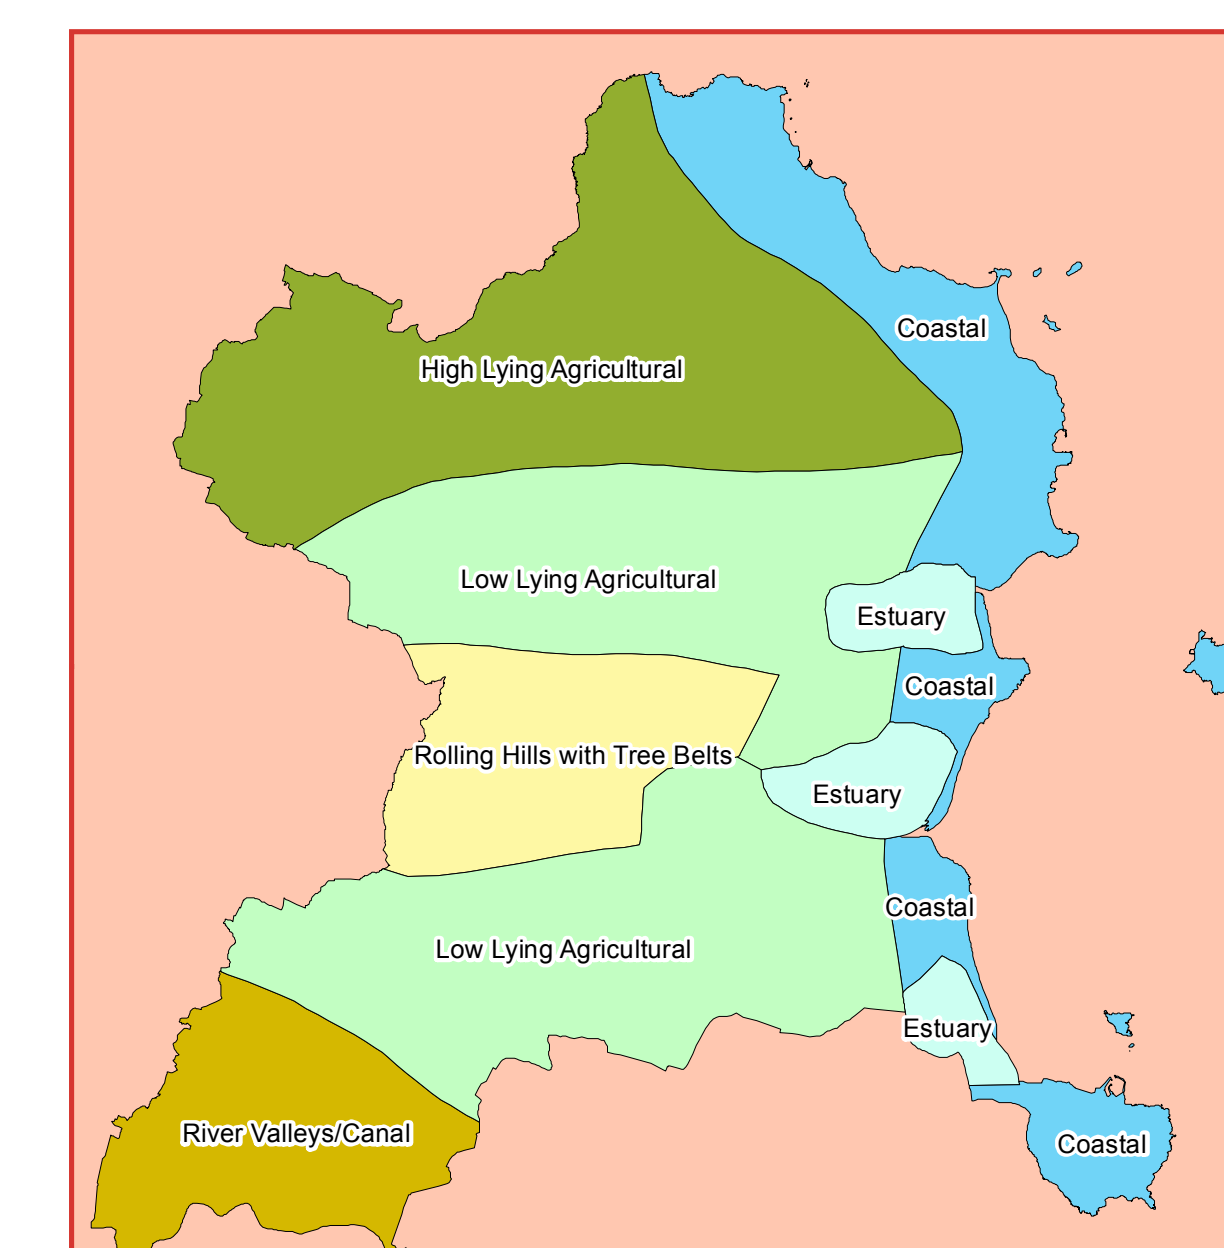 Coastal
High Lying Agricultural
Low Lying Agricultural
Estuary
Coastal
Rolling Hills with Tree Belts
Estuary
Coastal
Low Lying Agricultural
Estuary
River Valleys/Canal
Coastal